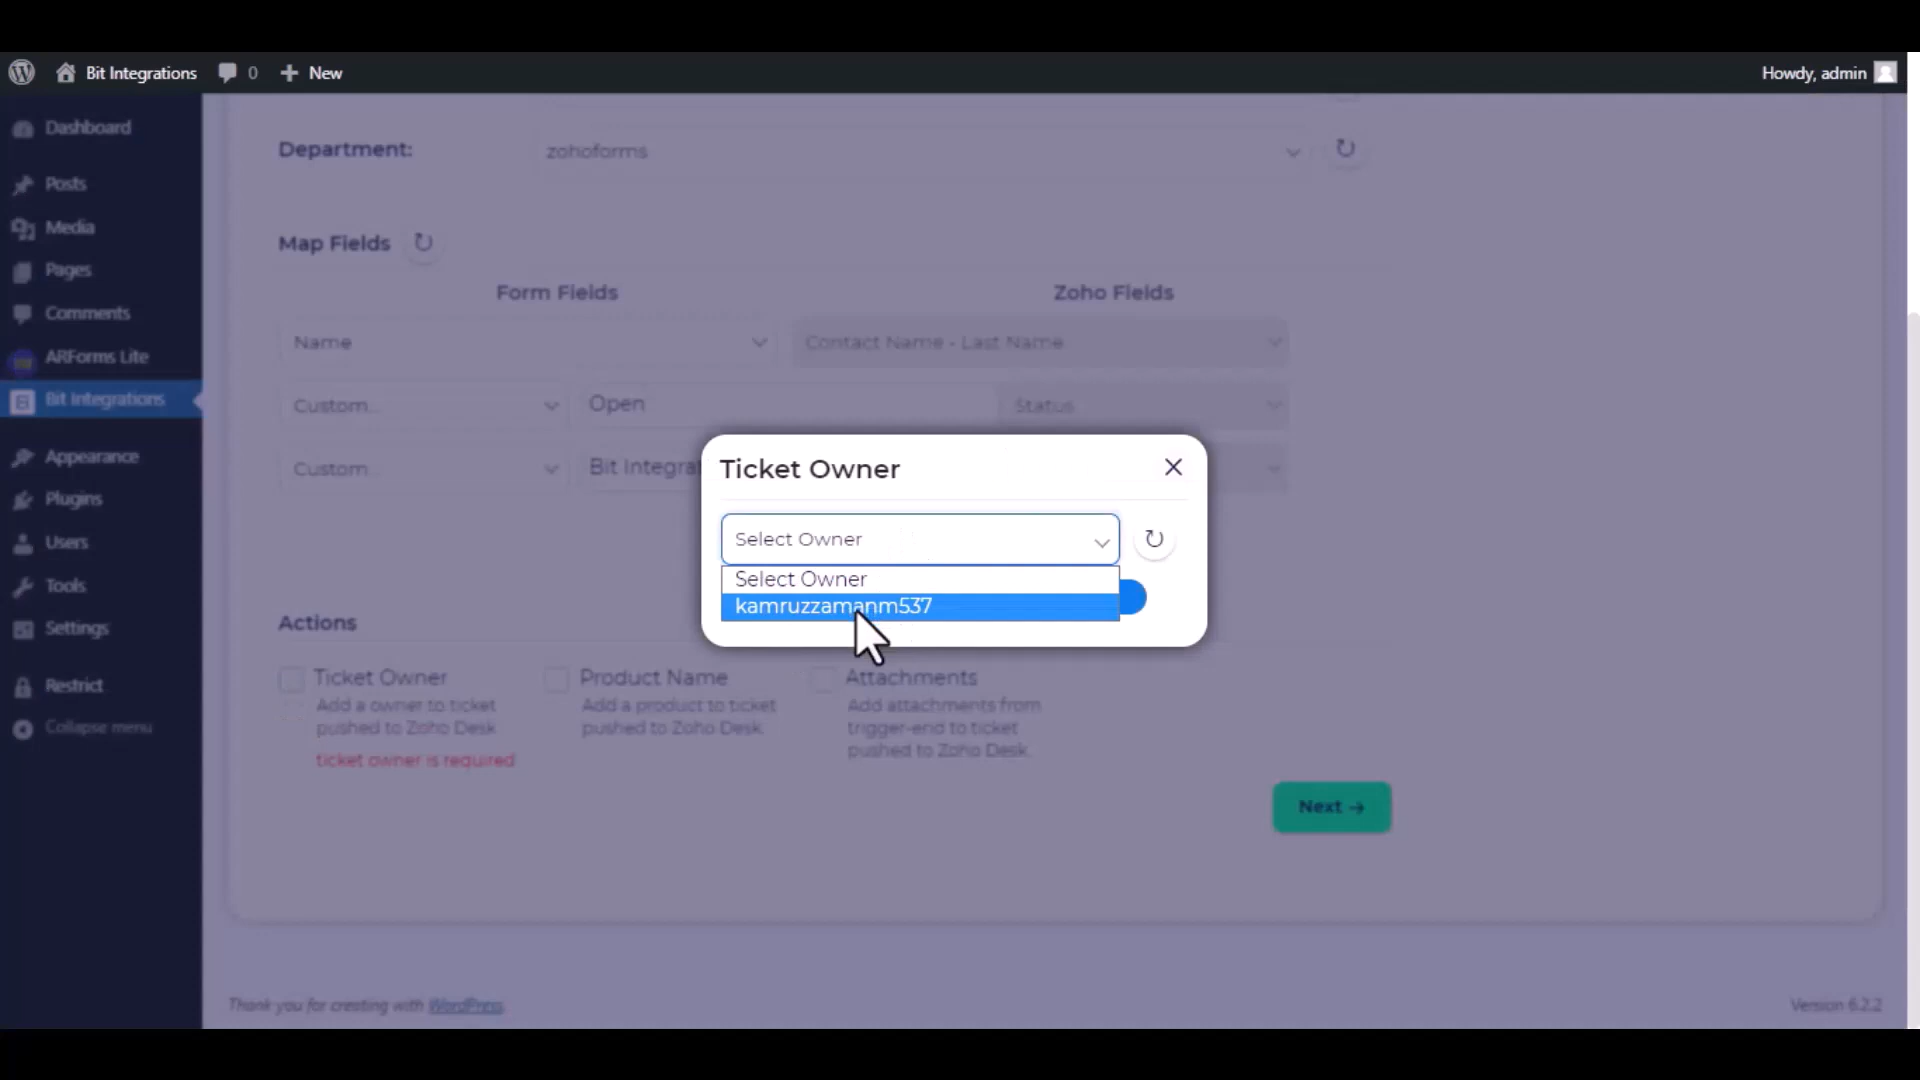 Bit Integrations 0 New Howdy, admin
Dashboard
Posts
Media
Pages
Comments
ARForms Lite
Bit Integrations
Appearance
Plugins
Users
Tools
Settings
Restrict
Collapse menu
Department: zohoforms
Map Fields
Form Fields Zoho Fields
Name Contact Name - Last Name
Custom... Open Status
Custom...
Ticket Owner
Select Owner
Select Owner
kamruzzamanm537
Actions
Ticket Owner
Add a owner to ticket
pushed to Zoho Desk
ticket owner is required
Product Name
Add a product to ticket
pushed to Zoho Desk.
Attachments
Add attachments from
trigger-end to ticket
pushed to Zoho Desk.
Next →
Thank you for creating with WordPress
Version 6.2.2